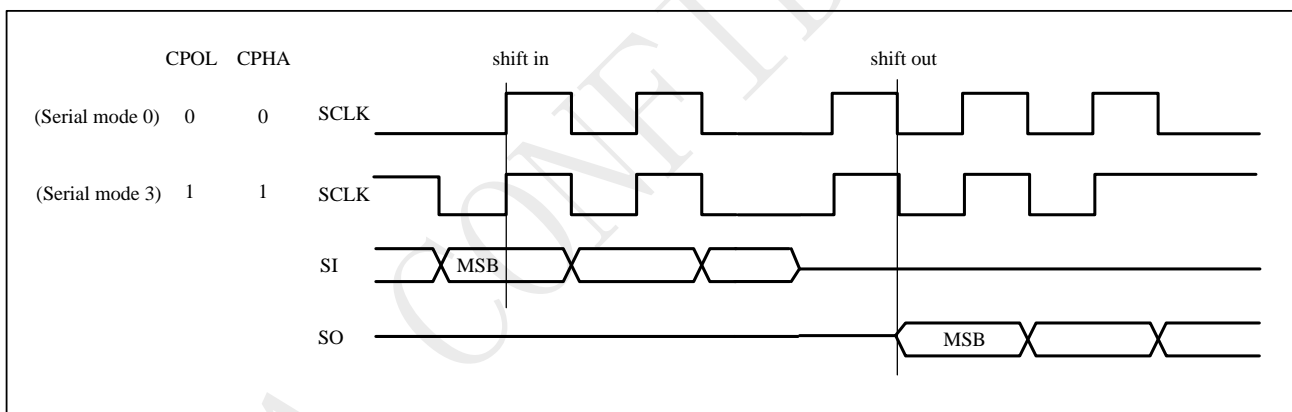 CPOL CPHA shift in shift out
(Serial mode 0) 0 0 SCLK
(Serial mode 3) 1 1 SCLK
SI MSB
SO MSB